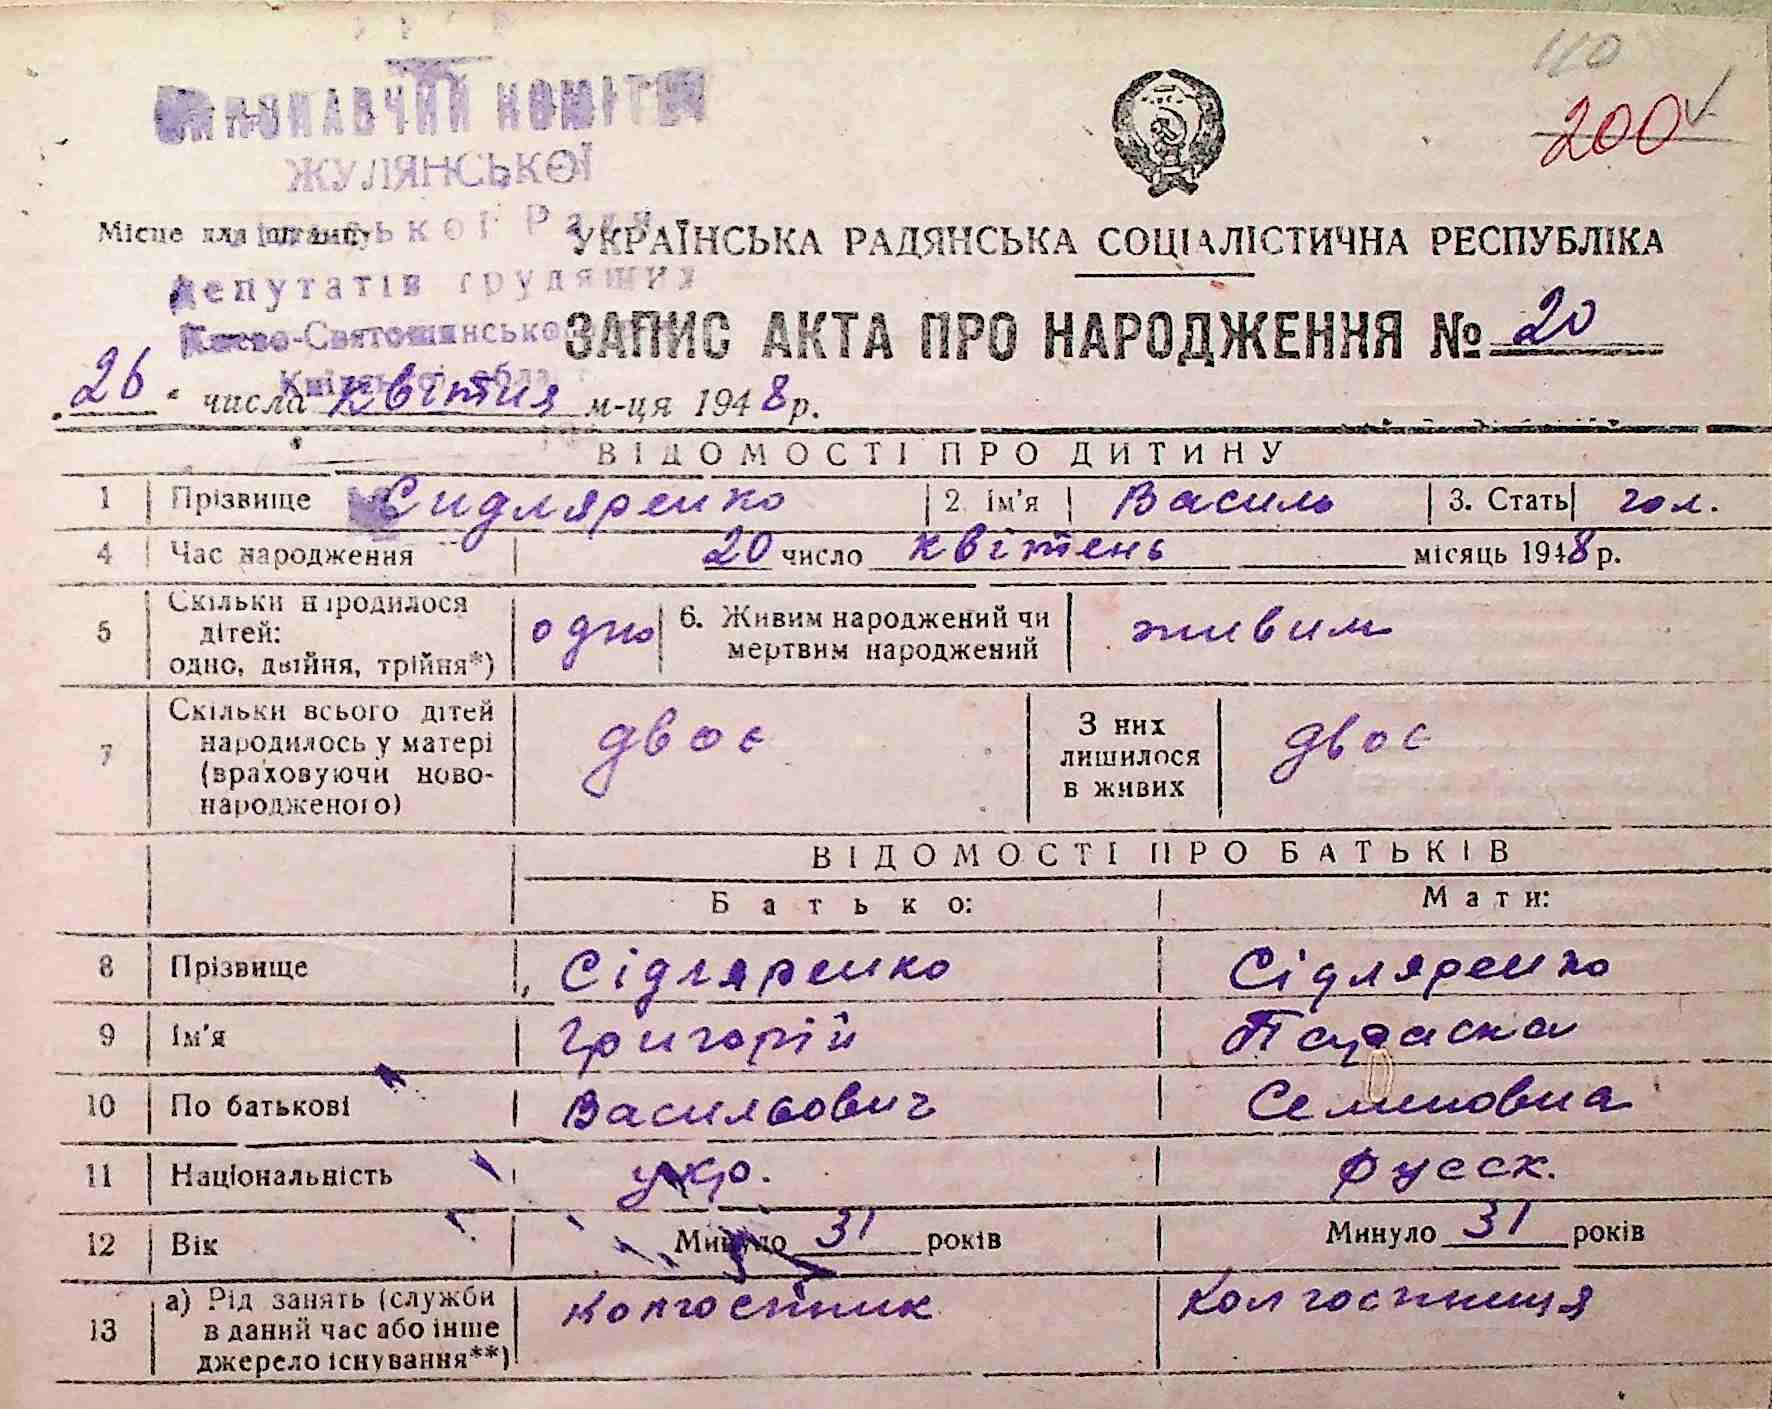 110
200 ✓
ВИКОНАВЧИЙ КОМІТЕТ
ЖУЛЯНСЬКОЇ
сільської Ради
депутатів трудящих
Києво-Святошинського
Київської обл.
Місце для штампу
УКРАЇНСЬКА РАДЯНСЬКА СОЦІАЛІСТИЧНА РЕСПУБЛІКА
ЗАПИС АКТА ПРО НАРОДЖЕННЯ № 20
„26“ числа квітня м-ця 1948 р.
ВІДОМОСТІ ПРО ДИТИНУ
1 Прізвище Сидляренко 2. Ім'я Василь 3. Стать чол.
4 Час народження 20 число квітень місяць 1948 р.
5 Скільки народилося дітей: одно, двійня, трійня*) одно 6. Живим народжений чи мертвим народжений живим
7 Скільки всього дітей народилось у матері (враховуючи новонародженого) двоє З них лишилося в живих двоє
ВІДОМОСТІ ПРО БАТЬКІВ
Батько: Мати:
8 Прізвище Сідляренко Сідляренко
9 Ім'я Григорій Параска
10 По батькові Васильович Семеновна
11 Національність укр. русск.
12 Вік Минуло 31 років Минуло 31 років
13 а) Рід занять (служби в даний час або інше джерело існування**) колгоспник колгоспниця